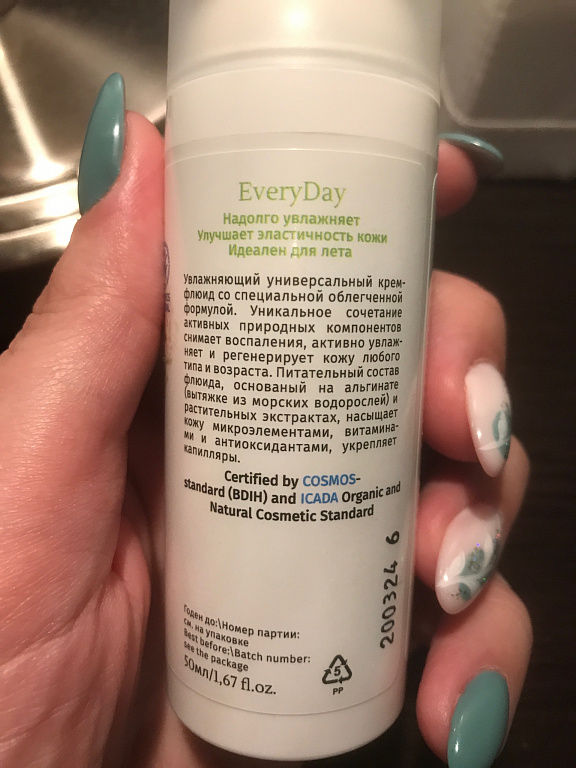 EveryDay
Надолго увлажняет
Улучшает эластичность кожи
Идеален для лета
Увлажняющий универсальный крем-
флюид со специальной облегченной
формулой. Уникальное сочетание
активных природных компонентов
снимает воспаления, активно увлаж-
няет и регенерирует кожу любого
типа и возраста. Питательный состав
флюида, основаный на альгинате
(вытяжке из морских водорослей) и
растительных экстрактах, насыщает
кожу микроэлементами, витамина-
ми и антиоксидантами, укрепляет
капилляры.
Certified by COSMOS-
standard (BDIH) and ICADA Organic and
Natural Cosmetic Standard
200324 6
Годен до:\Номер партии:
см. на упаковке
Best before:\Batch number:
see the package
50мл/1,67 fl.oz.
5
PP